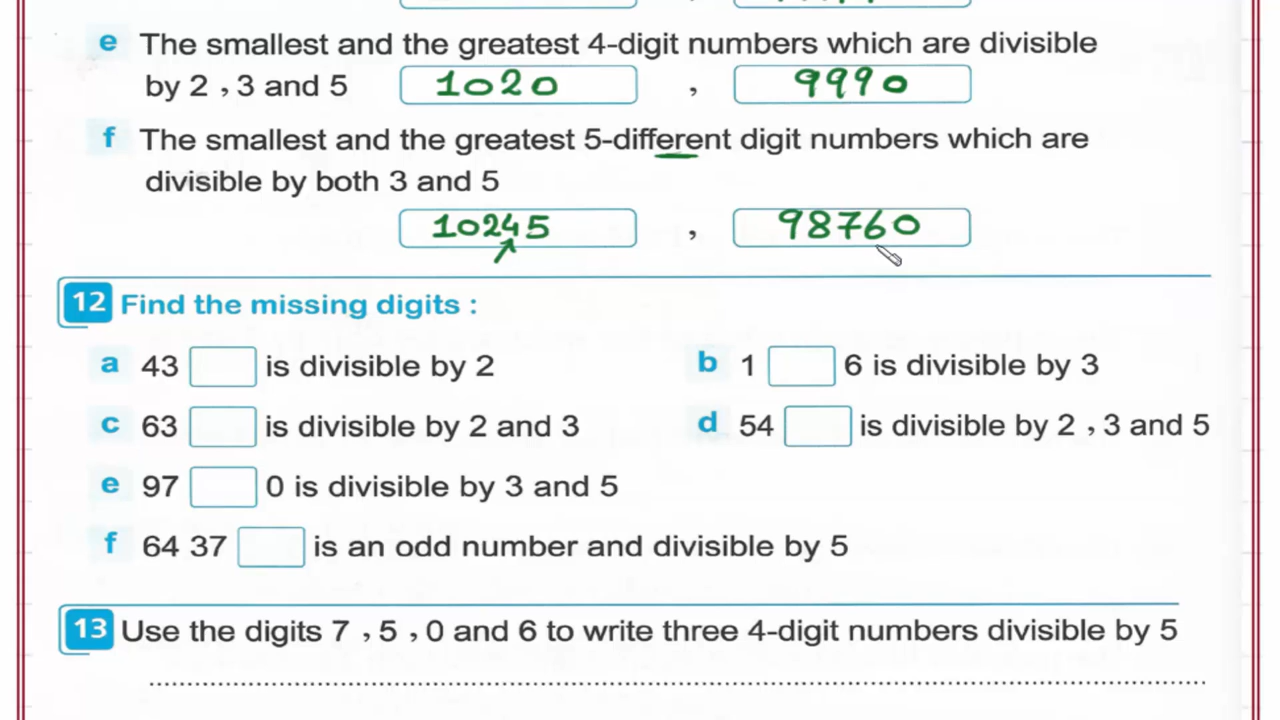 e The smallest and the greatest 4-digit numbers which are divisible
by 2 , 3 and 5 1020 , 9990
f The smallest and the greatest 5-different digit numbers which are
divisible by both 3 and 5
10245 , 98760
12 Find the missing digits :
a 43 is divisible by 2 b 1 6 is divisible by 3
c 63 is divisible by 2 and 3 d 54 is divisible by 2 , 3 and 5
e 97 0 is divisible by 3 and 5
f 64 37 is an odd number and divisible by 5
13 Use the digits 7 , 5 , 0 and 6 to write three 4-digit numbers divisible by 5